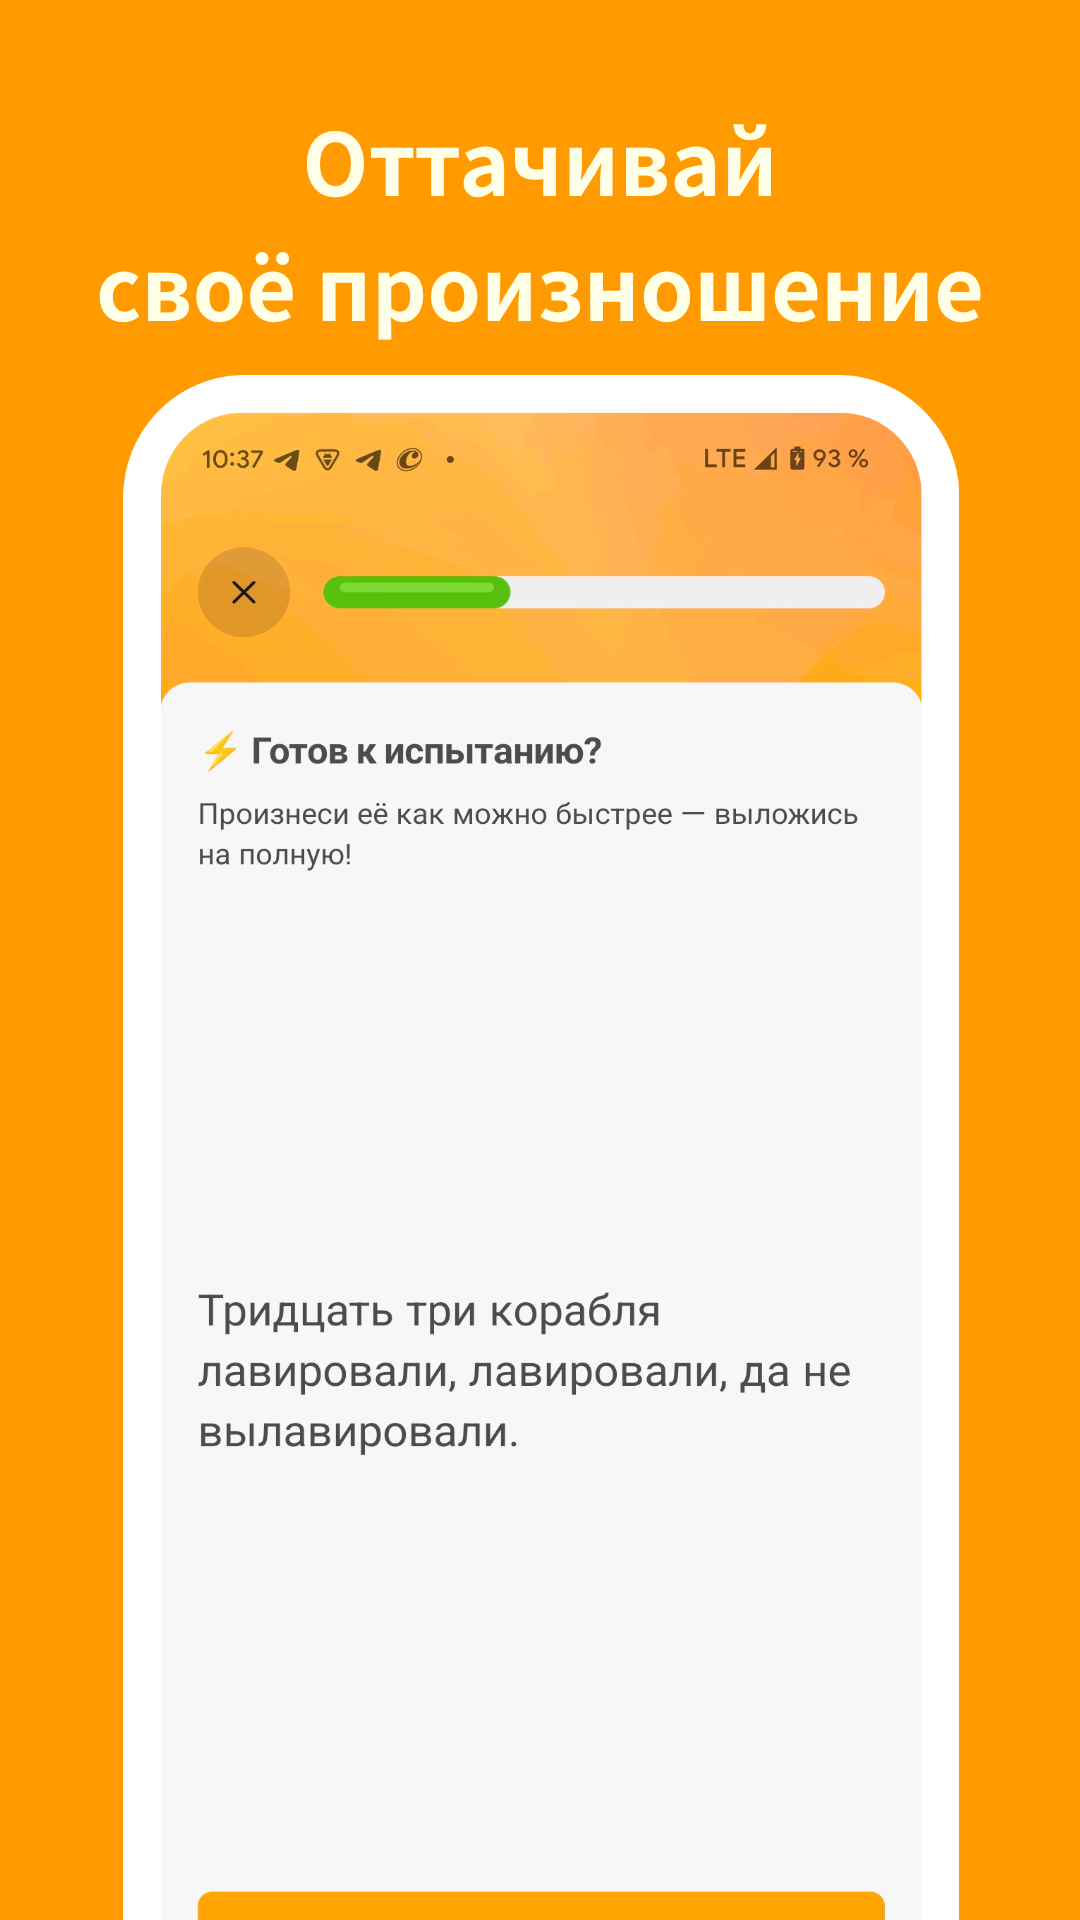 Оттачивай
своё произношение
10:37
LTE 93 %
⚡ Готов к испытанию?
Произнеси её как можно быстрее — выложись
на полную!
Тридцать три корабля
лавировали, лавировали, да не
вылавировали.